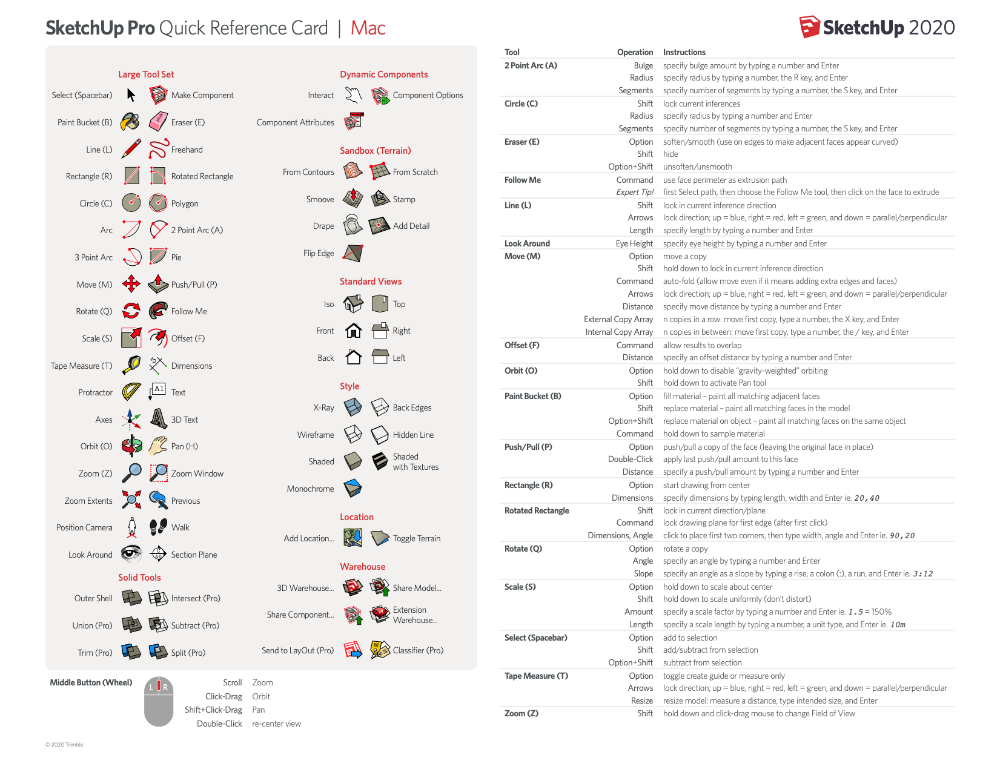 SketchUp Pro Quick Reference Card | Mac
SketchUp 2020
Large Tool Set
Select (Spacebar) Make Component
Paint Bucket (B) Eraser (E)
Line (L) Freehand
Rectangle (R) Rotated Rectangle
Circle (C) Polygon
Arc 2 Point Arc (A)
3 Point Arc Pie
Move (M) Push/Pull (P)
Rotate (Q) Follow Me
Scale (S) Offset (F)
Tape Measure (T) 3 Dimensions
Protractor A1 Text
Axes 3D Text
Orbit (O) Pan (H)
Zoom (Z) Zoom Window
Zoom Extents Previous
Position Camera Walk
Look Around Section Plane
Solid Tools
Outer Shell Intersect (Pro)
Union (Pro) Subtract (Pro)
Trim (Pro) Split (Pro)
Dynamic Components
Interact Component Options
Component Attributes
Sandbox (Terrain)
From Contours From Scratch
Smoove Stamp
Drape Add Detail
Flip Edge
Standard Views
Iso Top
Front Right
Back Left
Style
X-Ray Back Edges
Wireframe Hidden Line
Shaded Shaded
with Textures
Monochrome
Location
Add Location... Toggle Terrain
Warehouse
3D Warehouse... Share Model...
Share Component... Extension
Warehouse...
Send to LayOut (Pro) Classifier (Pro)
Middle Button (Wheel) L R Scroll Zoom
Click-Drag Orbit
Shift+Click-Drag Pan
Double-Click re-center view
© 2020 Trimble
Tool Operation Instructions
2 Point Arc (A) Bulge specify bulge amount by typing a number and Enter
Radius specify radius by typing a number, the R key, and Enter
Segments specify number of segments by typing a number, the S key, and Enter
Circle (C) Shift lock current inferences
Radius specify radius by typing a number and Enter
Segments specify number of segments by typing a number, the S key, and Enter
Eraser (E) Option soften/smooth (use on edges to make adjacent faces appear curved)
Shift hide
Option+Shift unsoften/unsmooth
Follow Me Command use face perimeter as extrusion path
Expert Tip! first Select path, then choose the Follow Me tool, then click on the face to extrude
Line (L) Shift lock in current inference direction
Arrows lock direction; up = blue, right = red, left = green, and down = parallel/perpendicular
Length specify length by typing a number and Enter
Look Around Eye Height specify eye height by typing a number and Enter
Move (M) Option move a copy
Shift hold down to lock in current inference direction
Command auto-fold (allow move even if it means adding extra edges and faces)
Arrows lock direction; up = blue, right = red, left = green, and down = parallel/perpendicular
Distance specify move distance by typing a number and Enter
External Copy Array n copies in a row: move first copy, type a number, the X key, and Enter
Internal Copy Array n copies in between: move first copy, type a number, the / key, and Enter
Offset (F) Command allow results to overlap
Distance specify an offset distance by typing a number and Enter
Orbit (O) Option hold down to disable “gravity-weighted” orbiting
Shift hold down to activate Pan tool
Paint Bucket (B) Option fill material – paint all matching adjacent faces
Shift replace material – paint all matching faces in the model
Option+Shift replace material on object – paint all matching faces on the same object
Command hold down to sample material
Push/Pull (P) Option push/pull a copy of the face (leaving the original face in place)
Double-Click apply last push/pull amount to this face
Distance specify a push/pull amount by typing a number and Enter
Rectangle (R) Option start drawing from center
Dimensions specify dimensions by typing length, width and Enter ie. 20,40
Rotated Rectangle Shift lock in current direction/plane
Command lock drawing plane for first edge (after first click)
Dimensions, Angle click to place first two corners, then type width, angle and Enter ie. 90,20
Rotate (Q) Option rotate a copy
Angle specify an angle by typing a number and Enter
Slope specify an angle as a slope by typing a rise, a colon (:), a run, and Enter ie. 3:12
Scale (S) Option hold down to scale about center
Shift hold down to scale uniformly (don't distort)
Amount specify a scale factor by typing a number and Enter ie. 1.5 = 150%
Length specify a scale length by typing a number, a unit type, and Enter ie. 10m
Select (Spacebar) Option add to selection
Shift add/subtract from selection
Option+Shift subtract from selection
Tape Measure (T) Option toggle create guide or measure only
Arrows lock direction; up = blue, right = red, left = green, and down = parallel/perpendicular
Resize resize model: measure a distance, type intended size, and Enter
Zoom (Z) Shift hold down and click-drag mouse to change Field of View